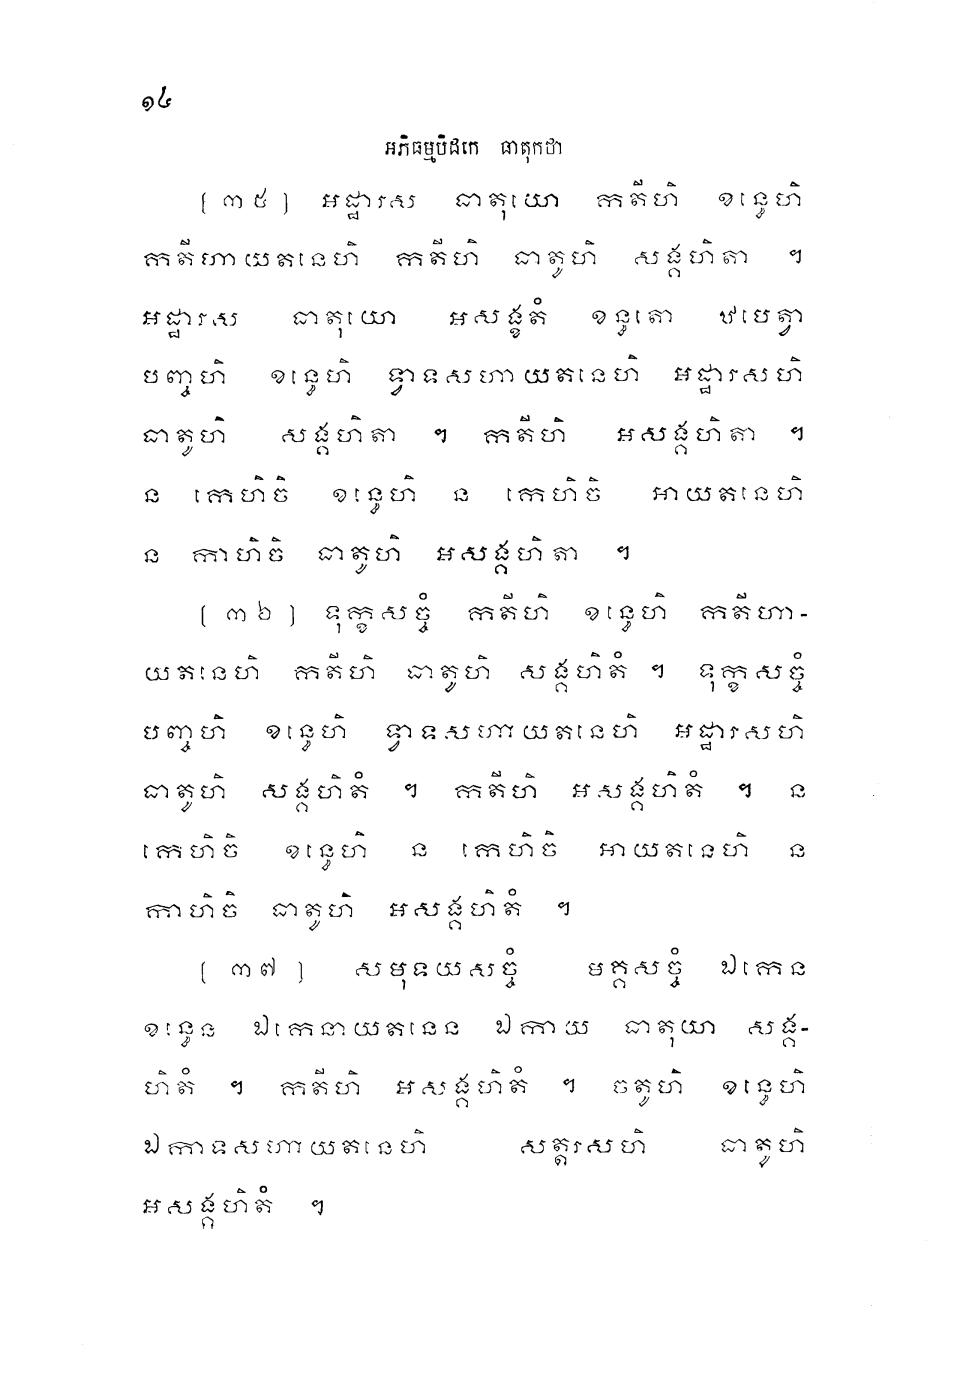 ១៤
អភិធម្មបិដកេ ធាតុកថា
[ ៣៥ ] អដ្ឋារស ធាតុយោ កតីហិ ខន្ធេហិ
កតីហាយតនេហិ កតីហិ ធាតូហិ សង្គហិតា ។
អដ្ឋារស ធាតុយោ អសង្ខតំ ខន្ធតោ ឋបេត្វា
បញ្ចហិ ខន្ធេហិ ទ្វាទសហាយតនេហិ អដ្ឋារសហិ
ធាតូហិ សង្គហិតា ។ កតីហិ អសង្គហិតា ។
ន កេហិចិ ខន្ធេហិ ន កេហិចិ អាយតនេហិ
ន កាហិចិ ធាតូហិ អសង្គហិតា ។
[ ៣៦ ] ទុក្ខសច្ចំ កតីហិ ខន្ធេហិ កតីហា-
យតនេហិ កតីហិ ធាតូហិ សង្គហិតំ ។ ទុក្ខសច្ចំ
បញ្ចហិ ខន្ធេហិ ទ្វាទសហាយតនេហិ អដ្ឋារសហិ
ធាតូហិ សង្គហិតំ ។ កតីហិ អសង្គហិតំ ។ ន
កេហិចិ ខន្ធេហិ ន កេហិចិ អាយតនេហិ ន
កាហិចិ ធាតូហិ អសង្គហិតំ ។
[ ៣៧ ] សមុទយសច្ចំ មគ្គសច្ចំ ឯកេន
ខន្ធេន ឯកេនាយតនេន ឯកាយ ធាតុយា សង្គ-
ហិតំ ។ កតីហិ អសង្គហិតំ ។ ចតូហិ ខន្ធេហិ
ឯកាទសហាយតនេហិ សត្តរសហិ ធាតូហិ
អសង្គហិតំ ។